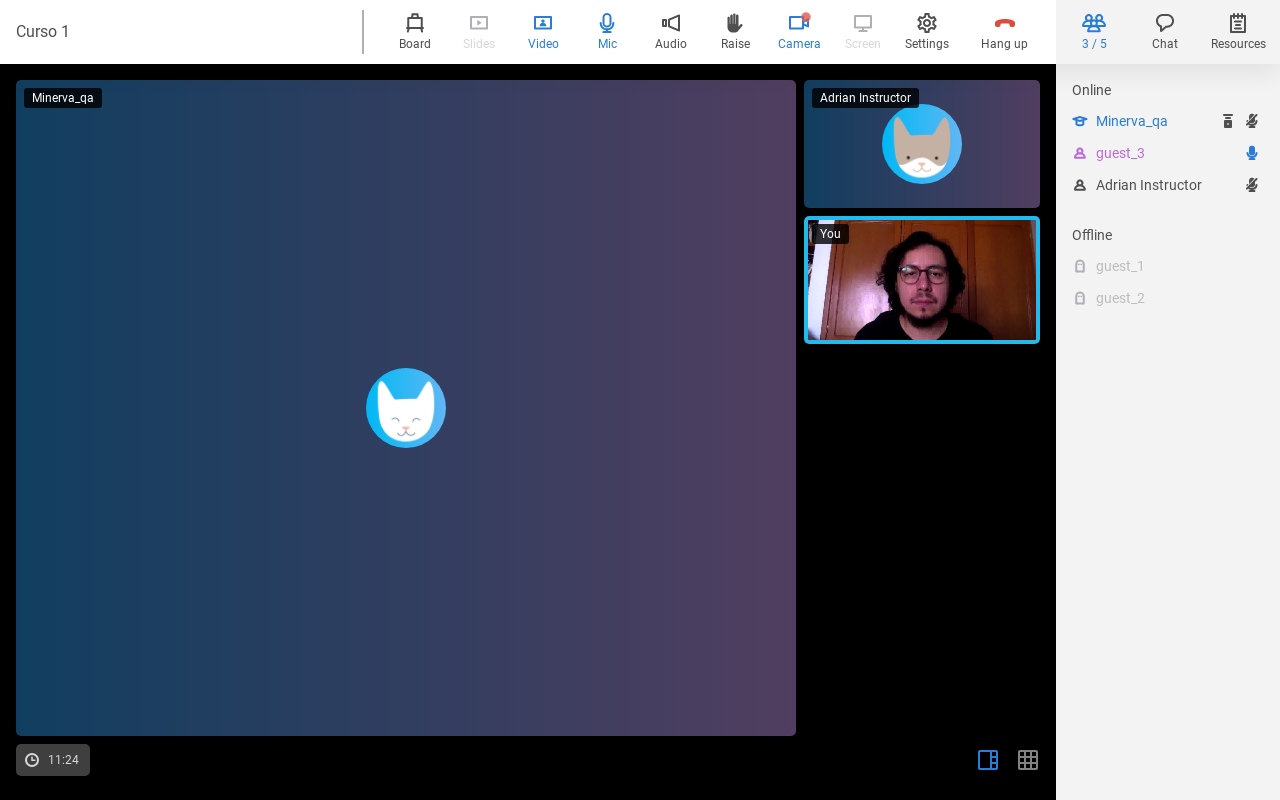 Curso 1
Board
Slides
Video
Mic
Audio
Raise
Camera
Screen
Settings
Hang up
3 / 5
Chat
Resources
Minerva_qa
Adrian Instructor
You
11:24
Online
Minerva_qa
guest_3
Adrian Instructor
Offline
guest_1
guest_2